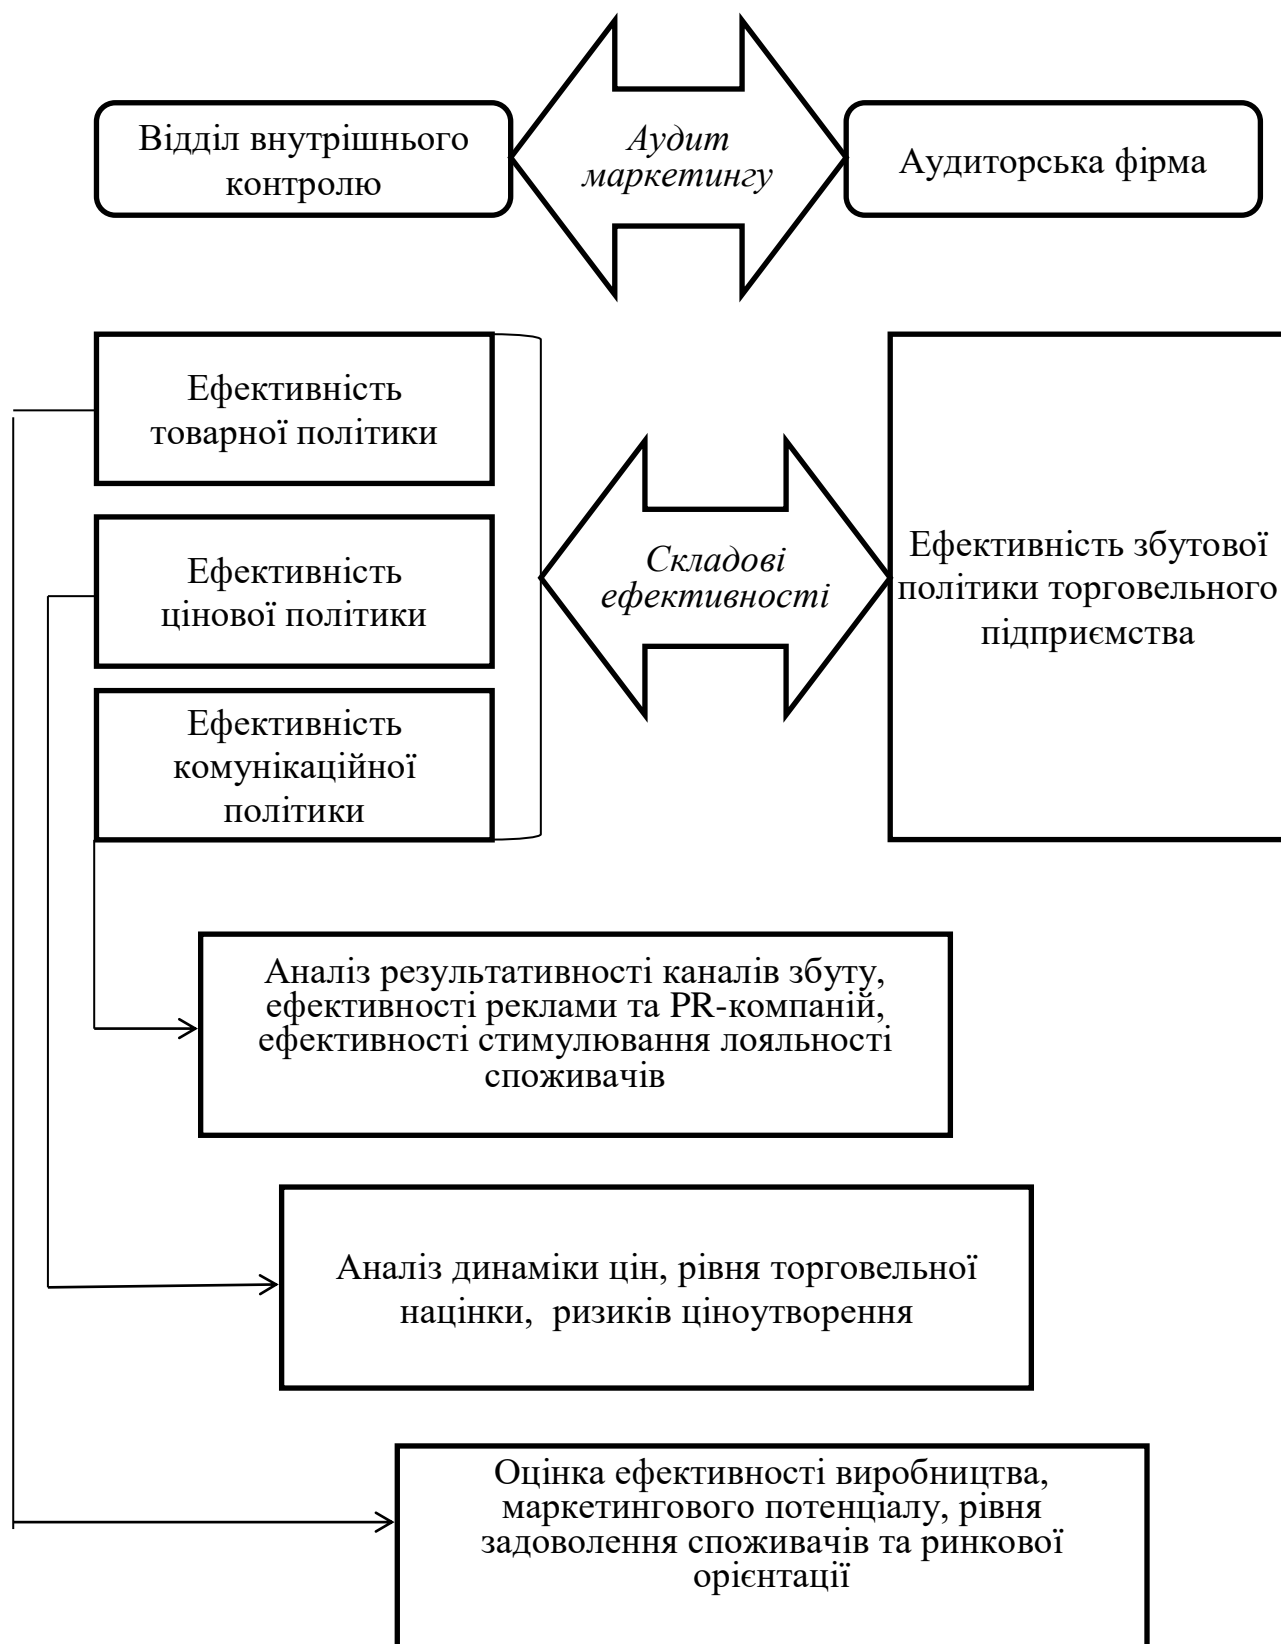 Відділ внутрішнього
контролю
Аудит
маркетингу
Аудиторська фірма
Ефективність
товарної політики
Ефективність
цінової політики
Ефективність
комунікаційної
політики
Складові
ефективності
Ефективність збутової
політики торговельного
підприємства
Аналіз результативності каналів збуту,
ефективності реклами та PR-компаній,
ефективності стимулювання лояльності
споживачів
Аналіз динаміки цін, рівня торговельної
націнки,  ризиків ціноутворення
Оцінка ефективності виробництва,
маркетингового потенціалу, рівня
задоволення споживачів та ринкової
орієнтації